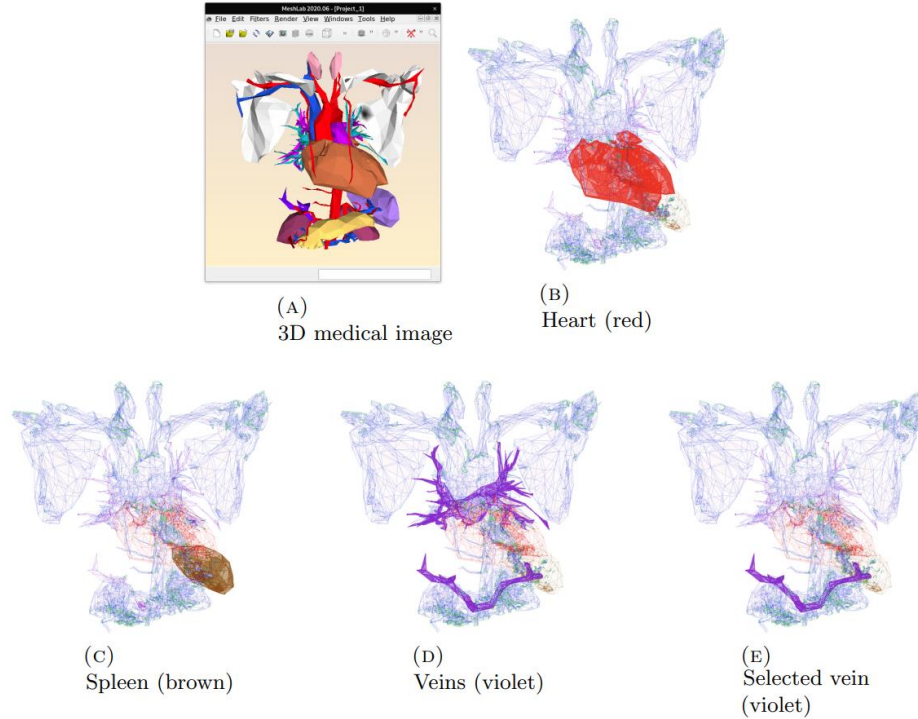 MeshLab 2020.06 - [Project_1]
File Edit Filters Render View Windows Tools Help
(A)
3D medical image
(B)
Heart (red)
(C)
Spleen (brown)
(D)
Veins (violet)
(E)
Selected vein
(violet)